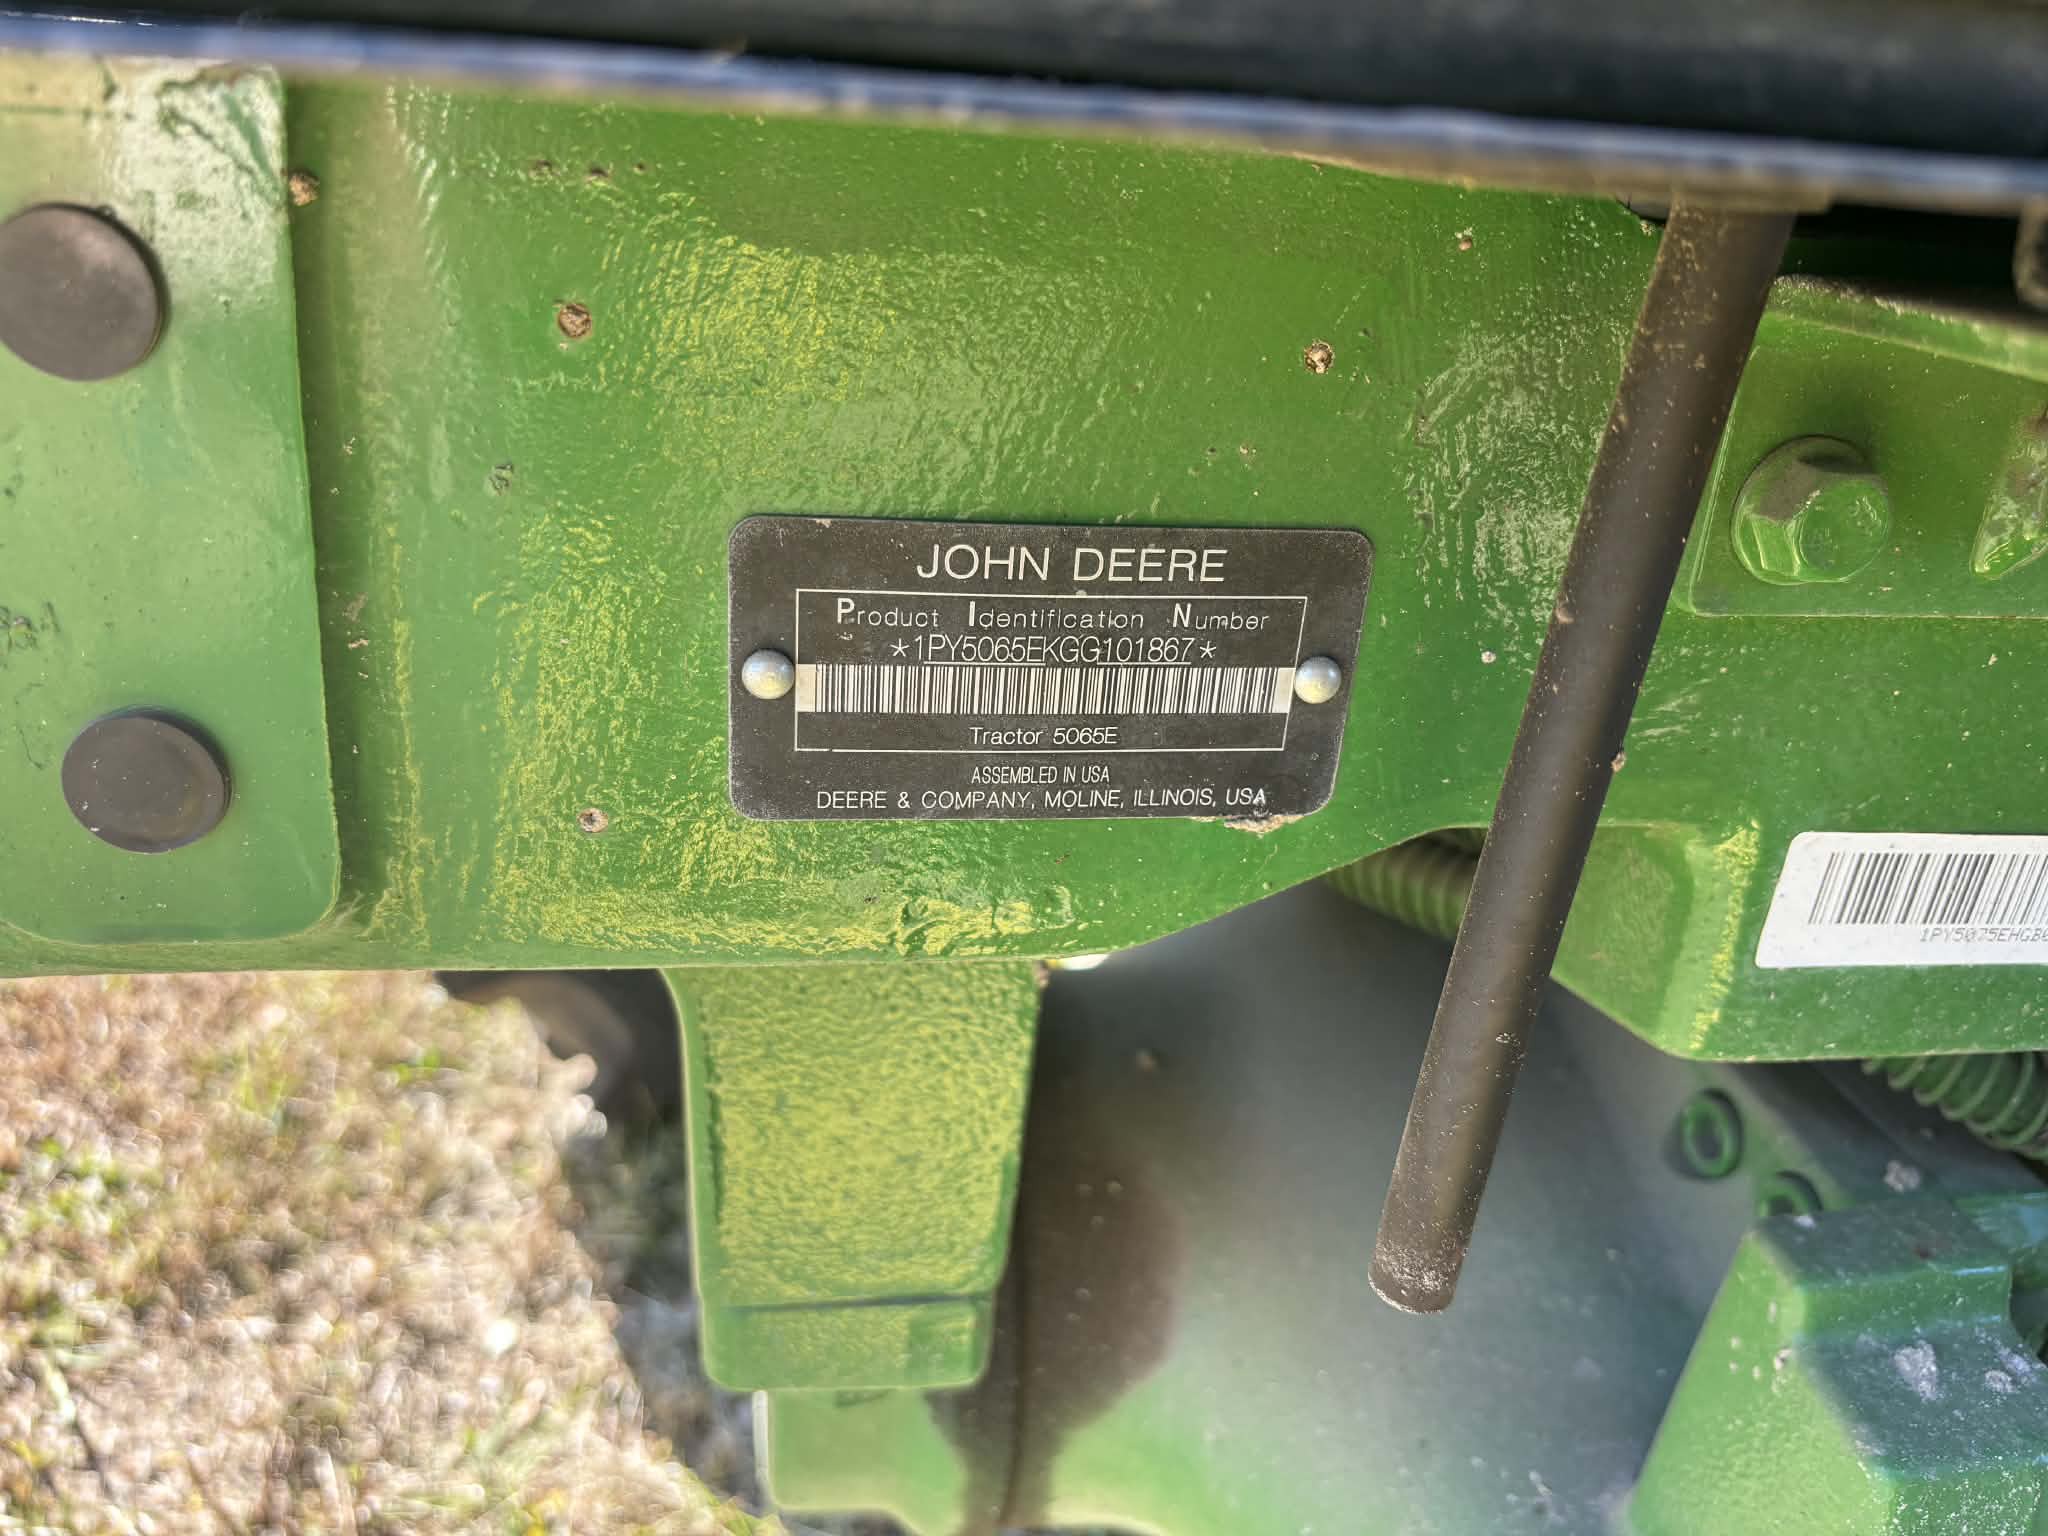 JOHN DEERE
Product Identification Number
*1PY5065EKGG101867*
Tractor 5065E
ASSEMBLED IN USA
DEERE & COMPANY, MOLINE, ILLINOIS, USA